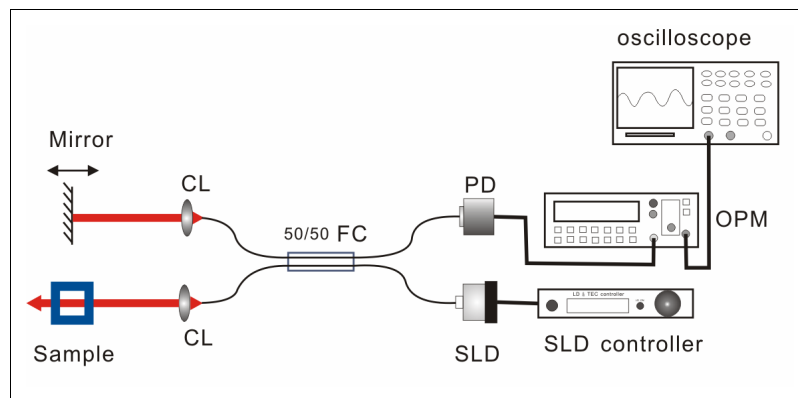 oscilloscope
Mirror
CL
PD
50/50 FC
OPM
LD & TEC controller
CL
Sample
SLD
SLD controller